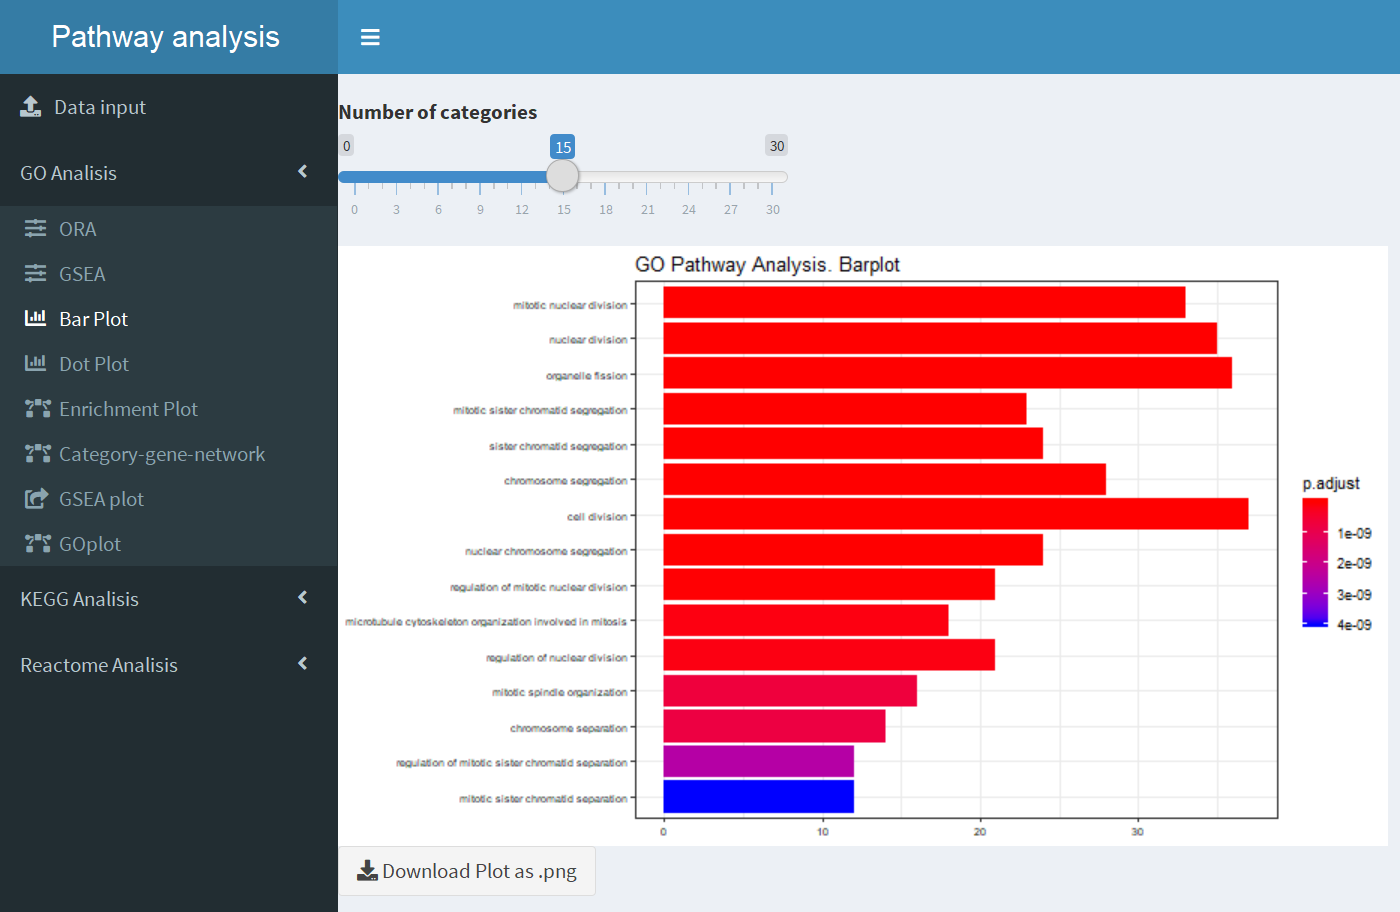 Pathway analysis
Data input
GO Analisis
ORA
GSEA
Bar Plot
Dot Plot
Enrichment Plot
Category-gene-network
GSEA plot
GOplot
KEGG Analisis
Reactome Analisis
Number of categories
0 15 30
0 3 6 9 12 15 18 21 24 27 30
GO Pathway Analysis. Barplot
mitotic nuclear division
nuclear division
organelle fission
mitotic sister chromatid segregation
sister chromatid segregation
chromosome segregation
cell division
nuclear chromosome segregation
regulation of mitotic nuclear division
microtubule cytoskeleton organization involved in mitosis
regulation of nuclear division
mitotic spindle organization
chromosome separation
regulation of mitotic sister chromatid separation
mitotic sister chromatid separation
0 10 20 30
p.adjust
1e-09
2e-09
3e-09
4e-09
Download Plot as .png